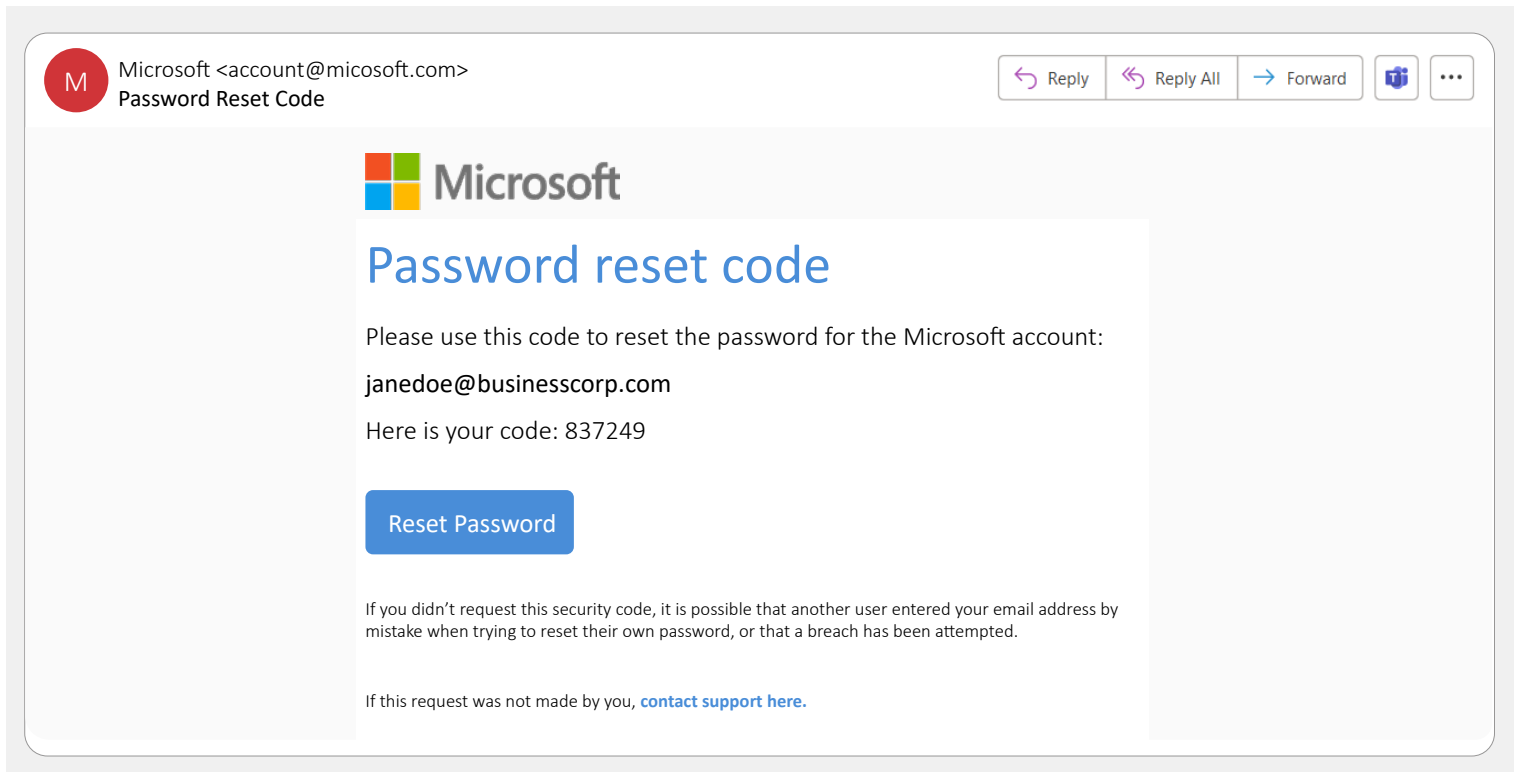 M
Microsoft <account@micosoft.com>
Password Reset Code
Reply
Reply All
Forward
Microsoft
Password reset code
Please use this code to reset the password for the Microsoft account:
janedoe@businesscorp.com
Here is your code: 837249
Reset Password
If you didn’t request this security code, it is possible that another user entered your email address by
mistake when trying to reset their own password, or that a breach has been attempted.
If this request was not made by you, contact support here.